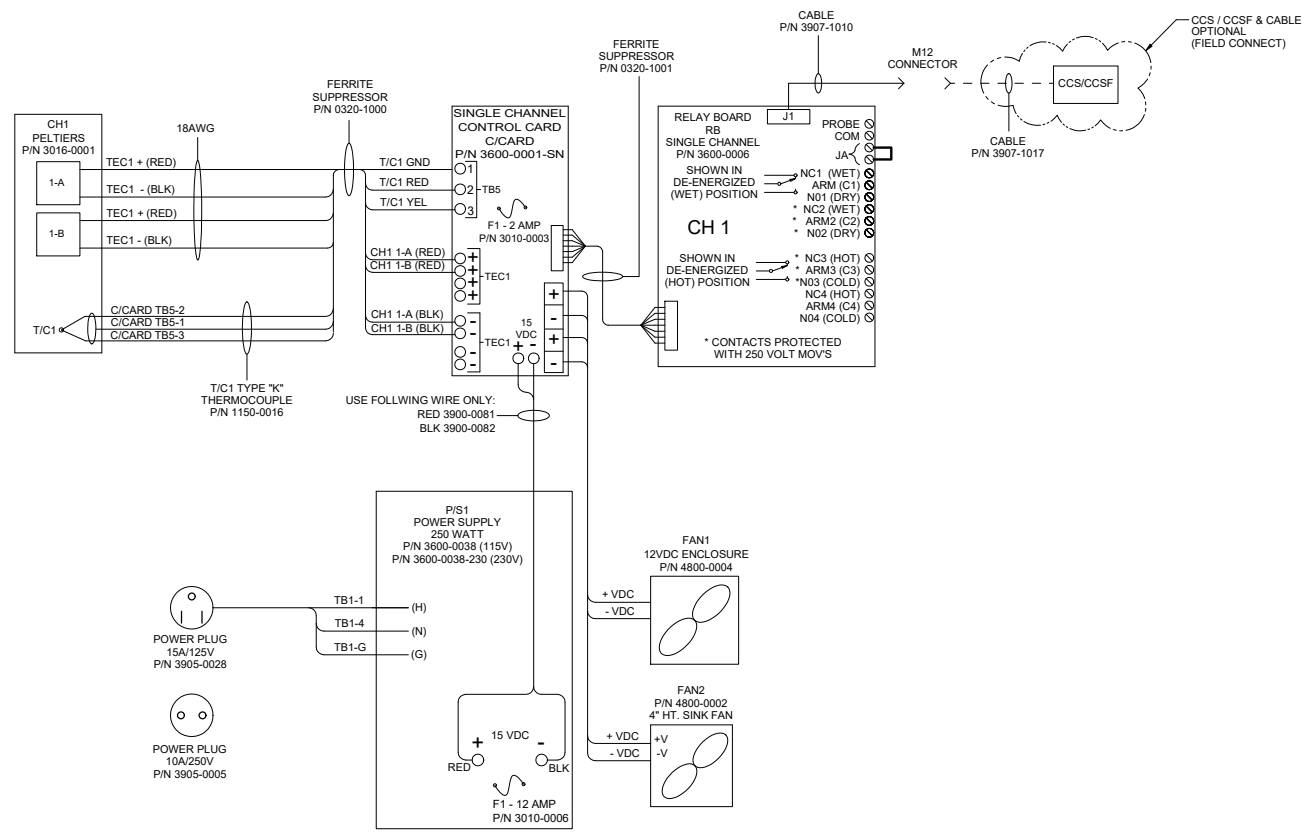 CABLE
P/N 3907-1010
CCS / CCSF & CABLE
OPTIONAL
(FIELD CONNECT)
FERRITE
SUPPRESSOR
P/N 0320-1001
M12
CONNECTOR
CCS/CCSF
CABLE
P/N 3907-1017
FERRITE
SUPPRESSOR
P/N 0320-1000
CH1
PELTIERS
P/N 3016-0001
18AWG
1-A
TEC1 + (RED)
TEC1 - (BLK)
1-B
TEC1 + (RED)
TEC1 - (BLK)
T/C1
C/CARD TB5-2
C/CARD TB5-1
C/CARD TB5-3
T/C1 TYPE "K"
THERMOCOUPLE
P/N 1150-0016
SINGLE CHANNEL
CONTROL CARD
C/CARD
P/N 3600-0001-SN
T/C1 GND
1
T/C1 RED
2
TB5
T/C1 YEL
3
F1 - 2 AMP
P/N 3010-0003
CH1 1-A (RED)
+
CH1 1-B (RED)
+
TEC1
+
+
CH1 1-A (BLK)
-
CH1 1-B (BLK)
-
TEC1
-
-
15
VDC
+ -
+
-
+
-
USE FOLLWING WIRE ONLY:
RED 3900-0081
BLK 3900-0082
RELAY BOARD
RB
SINGLE CHANNEL
P/N 3600-0006
J1
PROBE
COM
JA
SHOWN IN
DE-ENERGIZED
(WET) POSITION
NC1 (WET)
ARM (C1)
N01 (DRY)
* NC2 (WET)
* ARM2 (C2)
* N02 (DRY)
CH 1
SHOWN IN
DE-ENERGIZED
(HOT) POSITION
* NC3 (HOT)
* ARM3 (C3)
*N03 (COLD)
NC4 (HOT)
ARM4 (C4)
N04 (COLD)
* CONTACTS PROTECTED
WITH 250 VOLT MOV'S
P/S1
POWER SUPPLY
250 WATT
P/N 3600-0038 (115V)
P/N 3600-0038-230 (230V)
TB1-1
(H)
TB1-4
(N)
TB1-G
(G)
POWER PLUG
15A/125V
P/N 3905-0028
POWER PLUG
10A/250V
P/N 3905-0005
+ 15 VDC -
RED
BLK
F1 - 12 AMP
P/N 3010-0006
FAN1
12VDC ENCLOSURE
P/N 4800-0004
+ VDC
- VDC
FAN2
P/N 4800-0002
4" HT. SINK FAN
+ VDC
+V
- VDC
-V